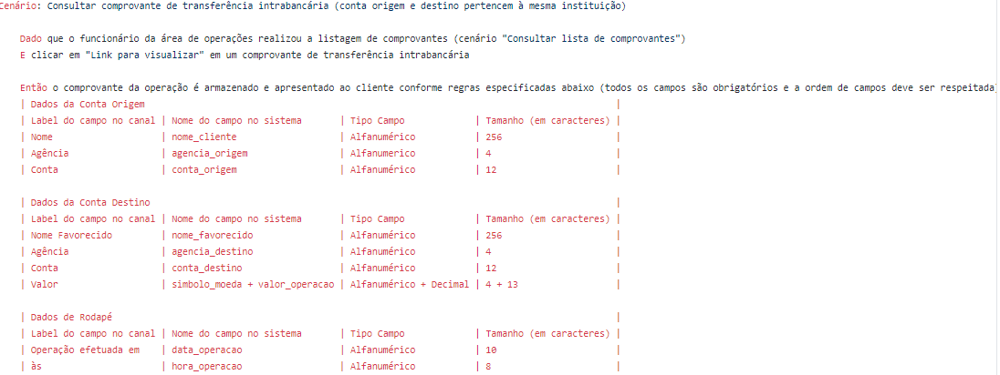 Cenário: Consultar comprovante de transferência intrabancária (conta origem e destino pertencem à mesma instituição)
Dado que o funcionário da área de operações realizou a listagem de comprovantes (cenário "Consultar lista de comprovantes")
E clicar em "Link para visualizar" em um comprovante de transferência intrabancária
Então o comprovante da operação é armazenado e apresentado ao cliente conforme regras especificadas abaixo (todos os campos são obrigatórios e a ordem de campos deve ser respeitada
| Dados da Conta Origem |
| Label do campo no canal | Nome do campo no sistema | Tipo Campo | Tamanho (em caracteres) |
| Nome | nome_cliente | Alfanumérico | 256 |
| Agência | agencia_origem | Alfanumerico | 4 |
| Conta | conta_origem | Alfanumérico | 12 |
| Dados da Conta Destino |
| Label do campo no canal | Nome do campo no sistema | Tipo Campo | Tamanho (em caracteres) |
| Nome Favorecido | nome_favorecido | Alfanumérico | 256 |
| Agência | agencia_destino | Alfanumérico | 4 |
| Conta | conta_destino | Alfanumérico | 12 |
| Valor | simbolo_moeda + valor_operacao | Alfanumérico + Decimal | 4 + 13 |
| Dados de Rodapé |
| Label do campo no canal | Nome do campo no sistema | Tipo Campo | Tamanho (em caracteres) |
| Operação efetuada em | data_operacao | Alfanumérico | 10 |
| às | hora_operacao | Alfanumérico | 8 |